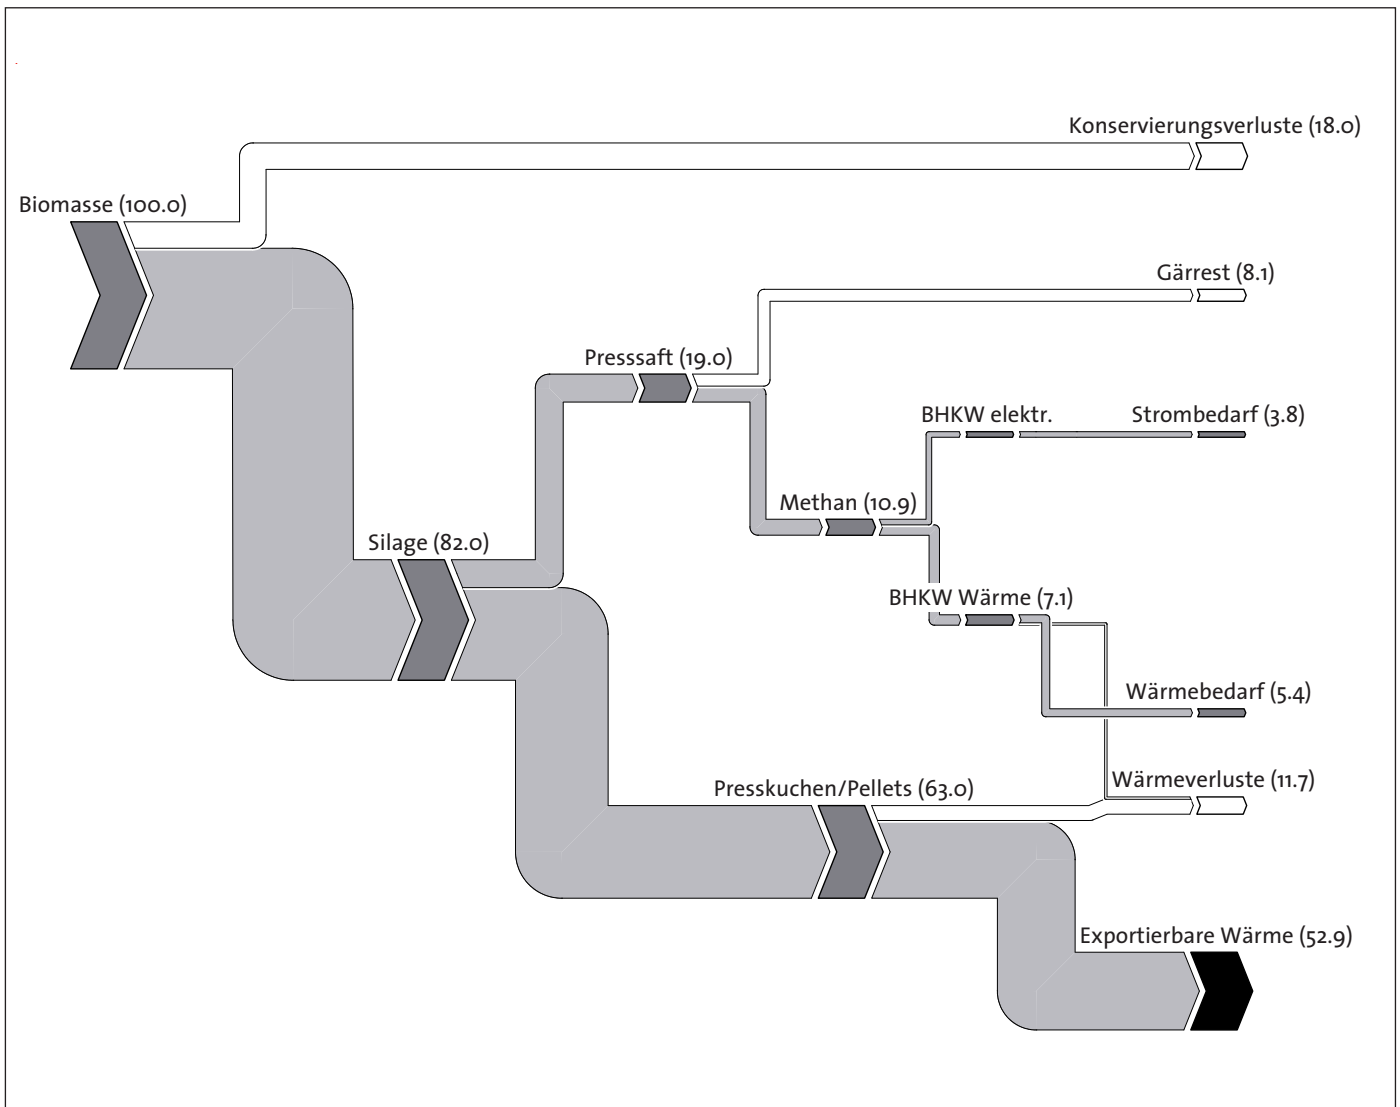 Konservierungsverluste (18.0)
Biomasse (100.0)
Gärrest (8.1)
Presssaft (19.0)
BHKW elektr.
Strombedarf (3.8)
Methan (10.9)
Silage (82.0)
BHKW Wärme (7.1)
Wärmebedarf (5.4)
Wärmeverluste (11.7)
Presskuchen/Pellets (63.0)
Exportierbare Wärme (52.9)